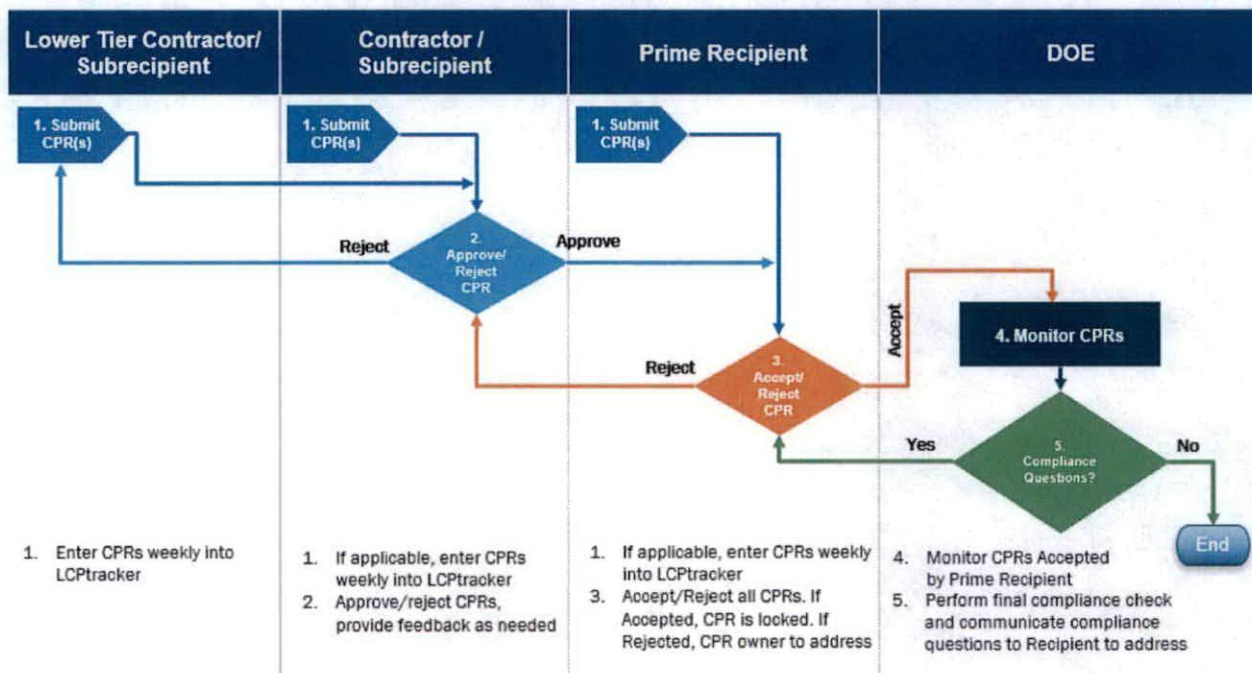 Lower Tier Contractor/
Subrecipient
Contractor /
Subrecipient
Prime Recipient
DOE
1. Submit
CPR(s)
1. Submit
CPR(s)
1. Submit
CPR(s)
Reject
2.
Approve/
Reject
CPR
Approve
Reject
3.
Accept/
Reject
CPR
Accept
4. Monitor CPRs
Yes
5.
Compliance
Questions?
No
End
1. Enter CPRs weekly into
LCPtracker
1. If applicable, enter CPRs
weekly into LCPtracker
2. Approve/reject CPRs,
provide feedback as needed
1. If applicable, enter CPRs weekly
into LCPtracker
3. Accept/Reject all CPRs. If
Accepted, CPR is locked. If
Rejected, CPR owner to address
4. Monitor CPRs Accepted
by Prime Recipient
5. Perform final compliance check
and communicate compliance
questions to Recipient to address